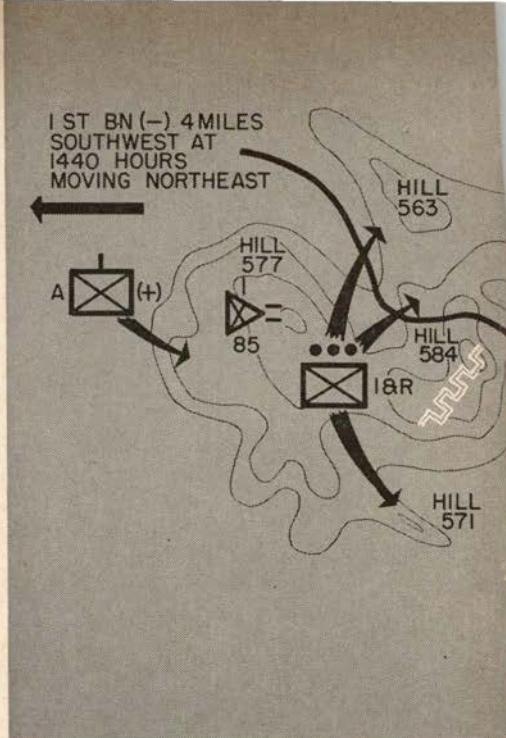 1 ST BN (-) 4 MILES
SOUTHWEST AT
1440 HOURS
MOVING NORTHEAST
HILL
563
HILL
577
A (+)
85
HILL
584
I&R
HILL
571